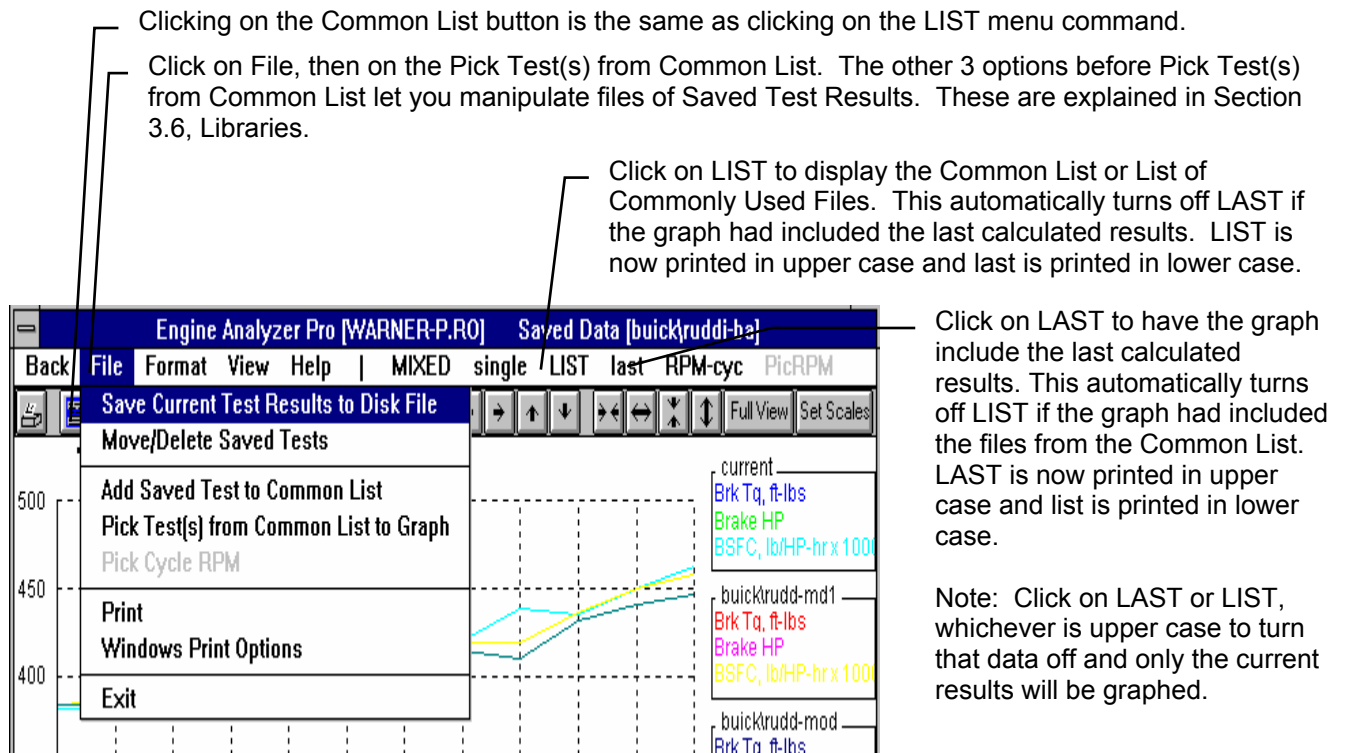 Clicking on the Common List button is the same as clicking on the LIST menu command.
Click on File, then on the Pick Test(s) from Common List. The other 3 options before Pick Test(s)
from Common List let you manipulate files of Saved Test Results. These are explained in Section
3.6, Libraries.
Click on LIST to display the Common List or List of
Commonly Used Files. This automatically turns off LAST if
the graph had included the last calculated results. LIST is
now printed in upper case and last is printed in lower case.
Engine Analyzer Pro [WARNER-P.RO] Saved Data [buick\ruddi-ba]
Back File Format View Help | MIXED single LIST last RPM-cyc PicRPM
Full View Set Scales
Save Current Test Results to Disk File
Move/Delete Saved Tests
Add Saved Test to Common List
Pick Test(s) from Common List to Graph
Pick Cycle RPM
Print
Windows Print Options
Exit
500
450
400
current
Brk Tq, ft-lbs
Brake HP
BSFC, lb/HP-hr x 1000
buick\rudd-md1
Brk Tq, ft-lbs
Brake HP
BSFC, lb/HP-hr x 100
buick\rudd-mod
Brk Tq, ft-lbs
Click on LAST to have the graph
include the last calculated
results. This automatically turns
off LIST if the graph had included
the files from the Common List.
LAST is now printed in upper
case and list is printed in lower
case.
Note: Click on LAST or LIST,
whichever is upper case to turn
that data off and only the current
results will be graphed.